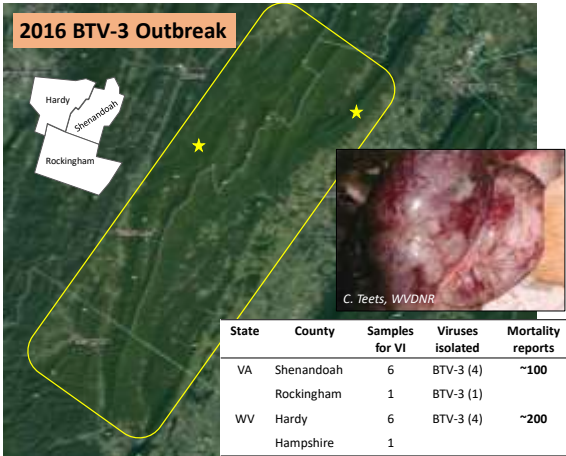 2016 BTV-3 Outbreak
Hardy
Shenandoah
Rockingham
C. Teets, WVDNR
State County Samples for VI Viruses isolated Mortality reports
VA Shenandoah 6 BTV-3 (4) ~100
Rockingham 1 BTV-3 (1)
WV Hardy 6 BTV-3 (4) ~200
Hampshire 1